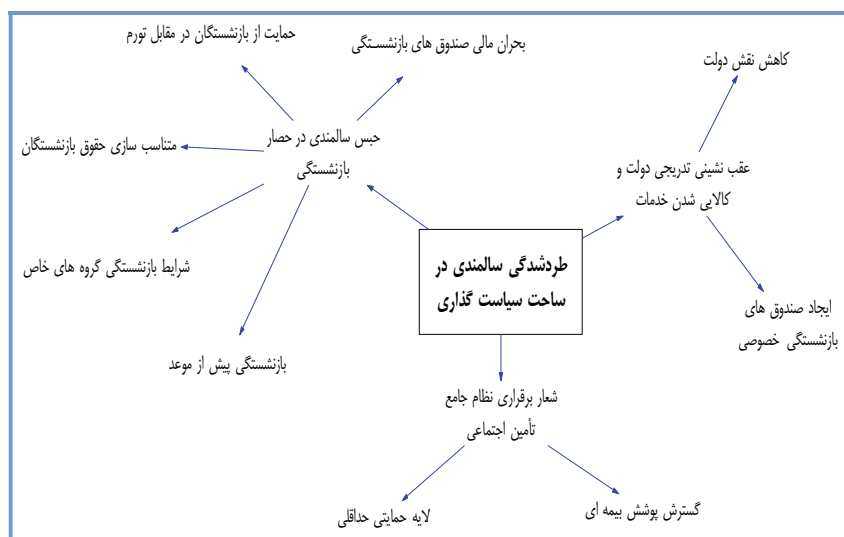 حمایت از بازنشستگان در مقابل تورم
بحران مالی صندوق های بازنشستگی
کاهش نقش دولت
حبس سالمندی در حصار
بازنشستگی
متناسب سازی حقوق بازنشستگان
عقب نشینی تدریجی دولت و
کالایی شدن خدمات
شرایط بازنشستگی گروه های خاص
طردشدگی سالمندی در
ساحت سیاست گذاری
ایجاد صندوق های
بازنشستگی خصوصی
بازنشستگی پیش از موعد
شعار برقراری نظام جامع
تأمین اجتماعی
گسترش پوشش بیمه ای
لایه حمایتی حداقلی